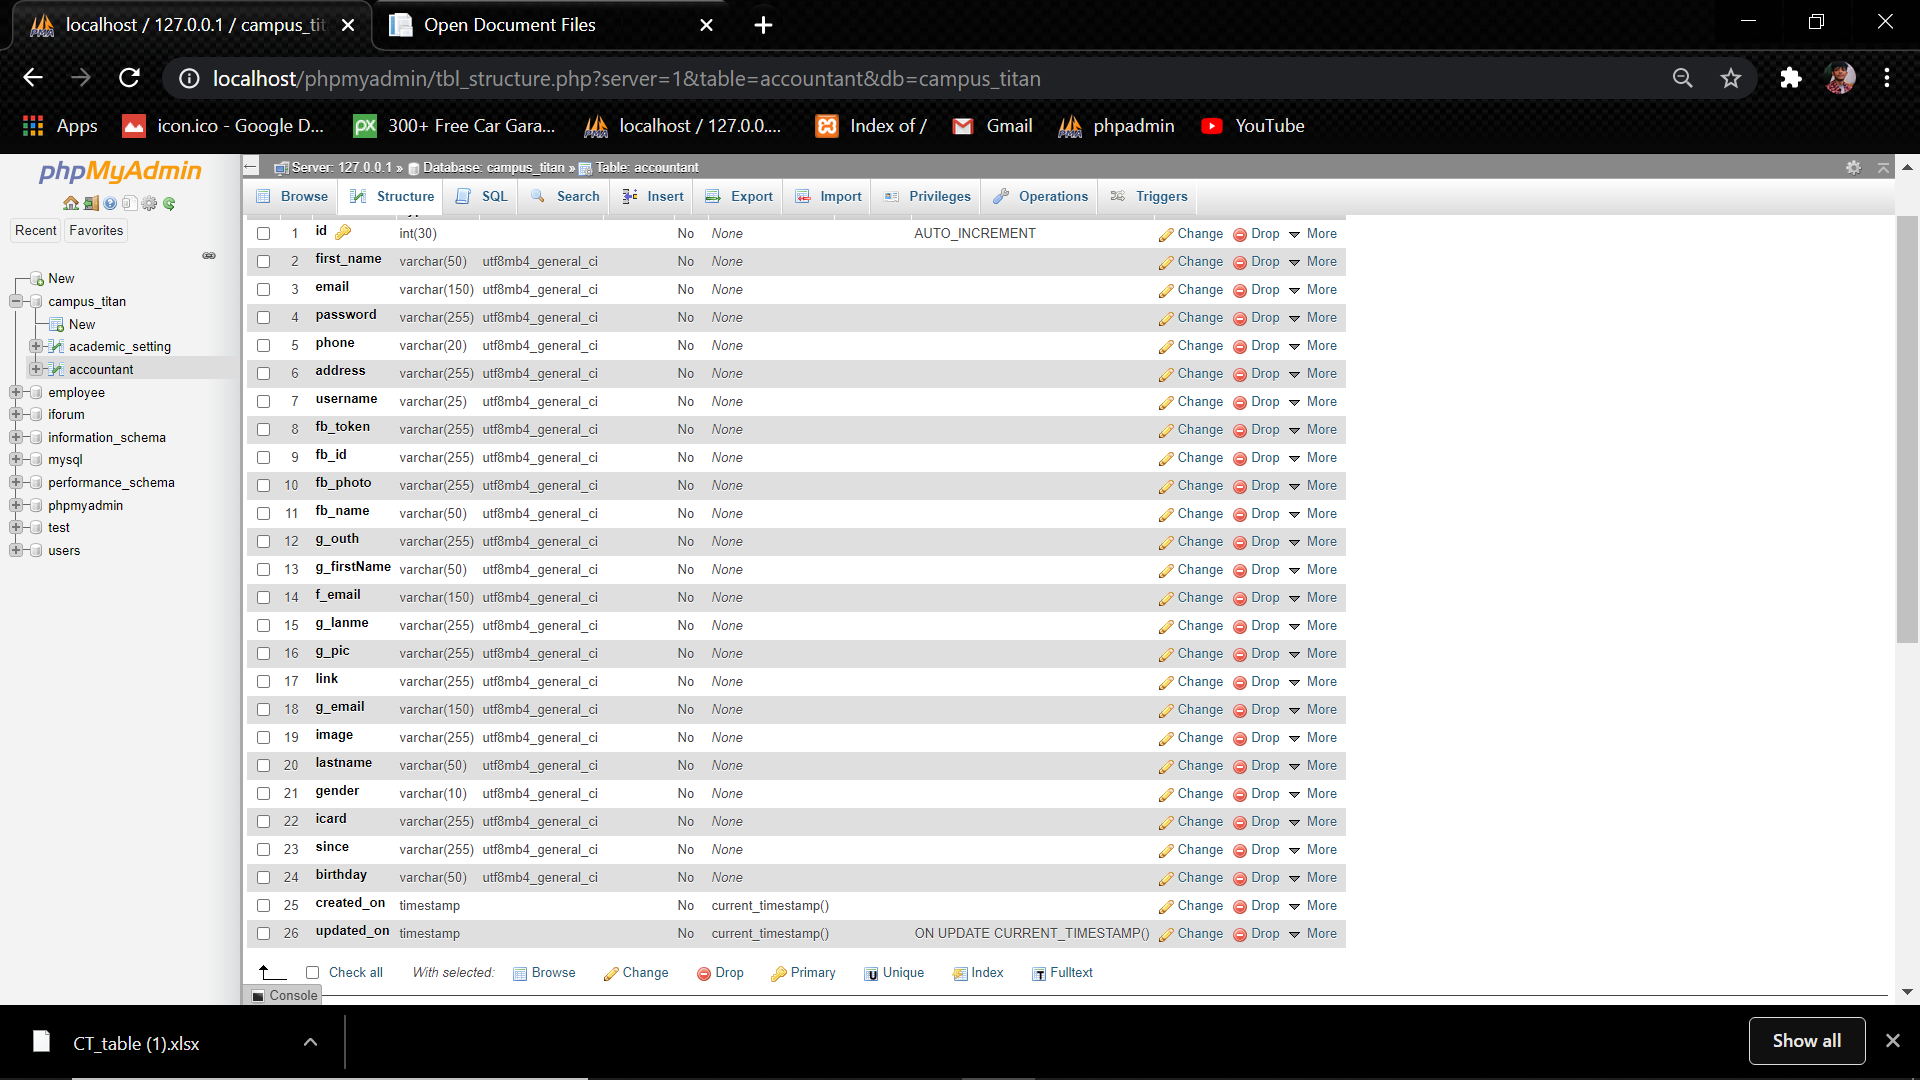 localhost / 127.0.0.1 / campus_tit
Open Document Files
localhost/phpmyadmin/tbl_structure.php?server=1&table=accountant&db=campus_titan
Apps icon.ico - Google D... 300+ Free Car Gara... localhost / 127.0.0.... Index of / Gmail phpadmin YouTube
phpMyAdmin
Recent Favorites
New
campus_titan
New
academic_setting
accountant
employee
iforum
information_schema
mysql
performance_schema
phpmyadmin
test
users
Server: 127.0.0.1 » Database: campus_titan » Table: accountant
Browse Structure SQL Search Insert Export Import Privileges Operations Triggers
1 id int(30) No None AUTO_INCREMENT Change Drop More
2 first_name varchar(50) utf8mb4_general_ci No None Change Drop More
3 email varchar(150) utf8mb4_general_ci No None Change Drop More
4 password varchar(255) utf8mb4_general_ci No None Change Drop More
5 phone varchar(20) utf8mb4_general_ci No None Change Drop More
6 address varchar(255) utf8mb4_general_ci No None Change Drop More
7 username varchar(25) utf8mb4_general_ci No None Change Drop More
8 fb_token varchar(255) utf8mb4_general_ci No None Change Drop More
9 fb_id varchar(255) utf8mb4_general_ci No None Change Drop More
10 fb_photo varchar(255) utf8mb4_general_ci No None Change Drop More
11 fb_name varchar(50) utf8mb4_general_ci No None Change Drop More
12 g_outh varchar(255) utf8mb4_general_ci No None Change Drop More
13 g_firstName varchar(50) utf8mb4_general_ci No None Change Drop More
14 f_email varchar(150) utf8mb4_general_ci No None Change Drop More
15 g_lanme varchar(255) utf8mb4_general_ci No None Change Drop More
16 g_pic varchar(255) utf8mb4_general_ci No None Change Drop More
17 link varchar(255) utf8mb4_general_ci No None Change Drop More
18 g_email varchar(150) utf8mb4_general_ci No None Change Drop More
19 image varchar(255) utf8mb4_general_ci No None Change Drop More
20 lastname varchar(50) utf8mb4_general_ci No None Change Drop More
21 gender varchar(10) utf8mb4_general_ci No None Change Drop More
22 icard varchar(255) utf8mb4_general_ci No None Change Drop More
23 since varchar(255) utf8mb4_general_ci No None Change Drop More
24 birthday varchar(50) utf8mb4_general_ci No None Change Drop More
25 created_on timestamp No current_timestamp() Change Drop More
26 updated_on timestamp No current_timestamp() ON UPDATE CURRENT_TIMESTAMP() Change Drop More
Check all With selected: Browse Change Drop Primary Unique Index Fulltext
Console
CT_table (1).xlsx
Show all